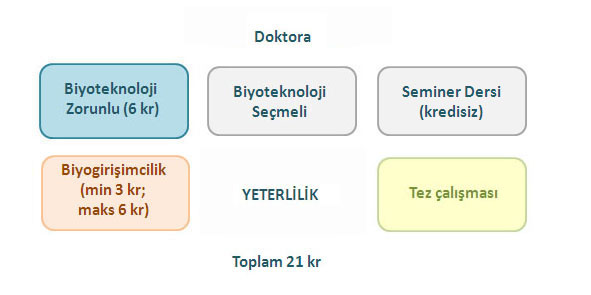 Doktora
Biyoteknoloji
Zorunlu (6 kr)
Biyoteknoloji
Seçmeli
Seminer Dersi
(kredisiz)
Biyogirişimcilik
(min 3 kr;
maks 6 kr)
YETERLİLİK
Tez çalışması
Toplam 21 kr